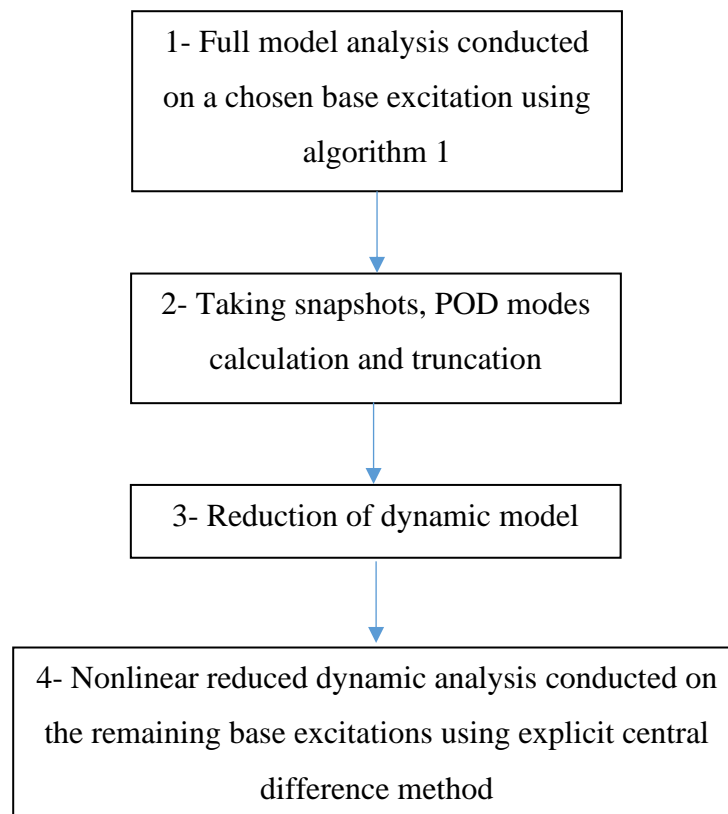 1- Full model analysis conducted
on a chosen base excitation using
algorithm 1
2- Taking snapshots, POD modes
calculation and truncation
3- Reduction of dynamic model
4- Nonlinear reduced dynamic analysis conducted on
the remaining base excitations using explicit central
difference method